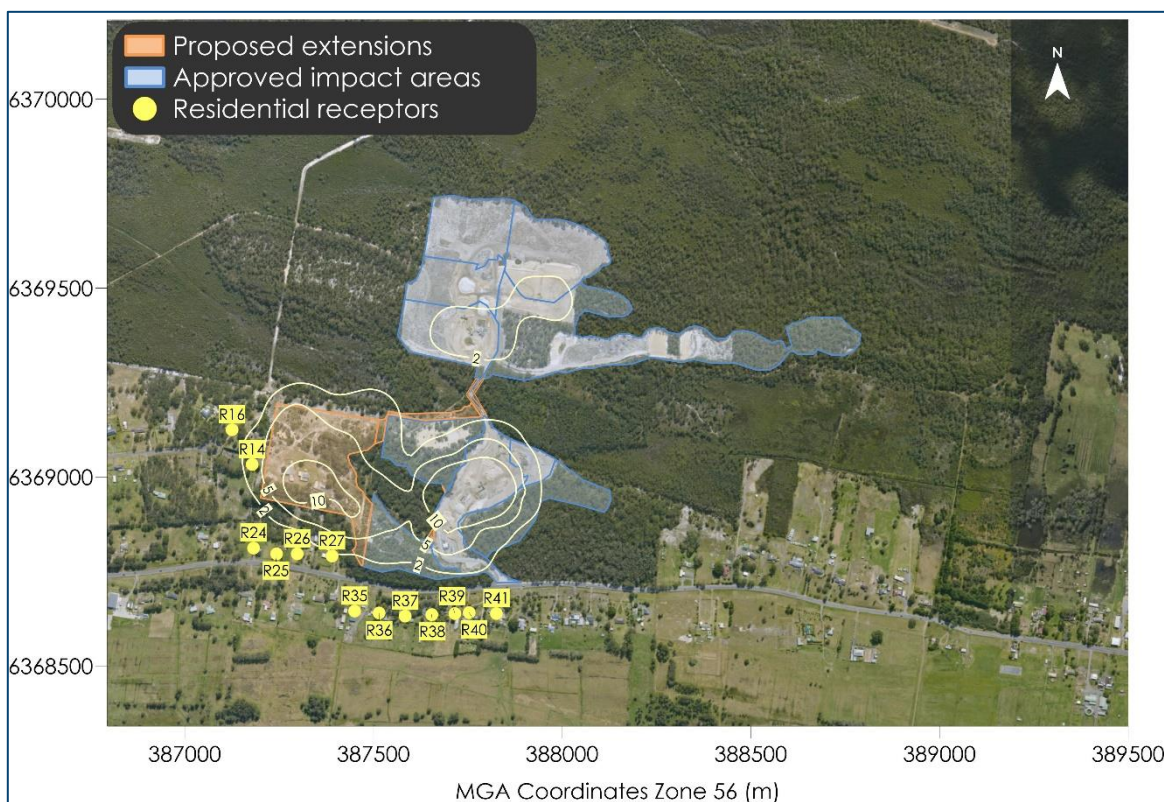 Proposed extensions
Approved impact areas
Residential receptors
N
6370000
6369500
6369000
6368500
2
R16
R14
5
10
2
10
5
2
R24
R26
R27
R25
R35
R37
R39
R41
R36
R38
R40
387000
387500
388000
388500
389000
389500
MGA Coordinates Zone 56 (m)